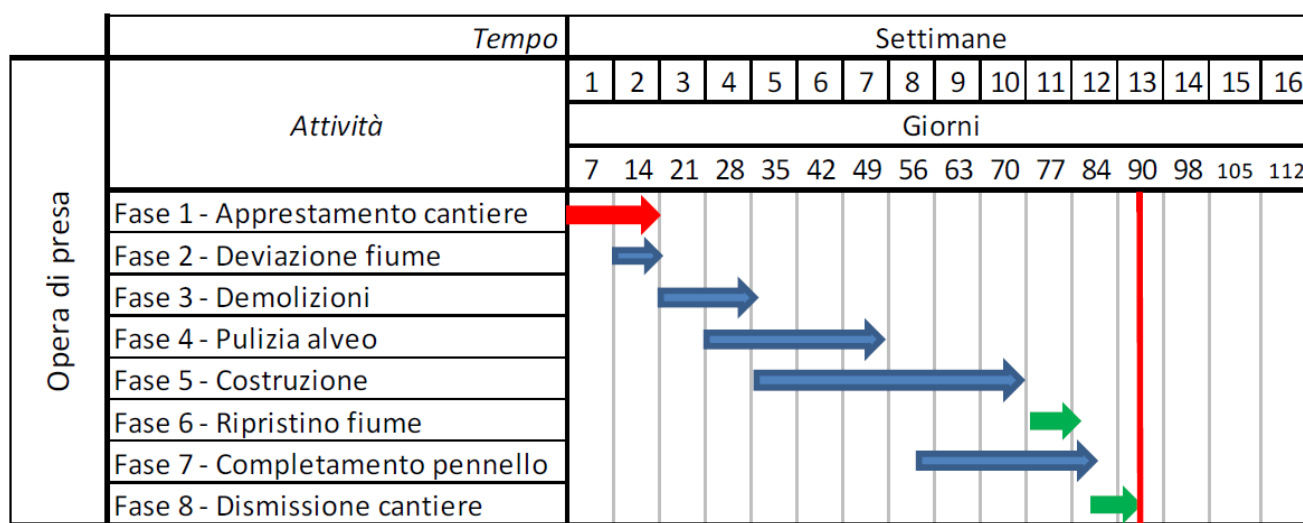 Tempo Settimane
1 2 3 4 5 6 7 8 9 10 11 12 13 14 15 16
Attività Giorni
7 14 21 28 35 42 49 56 63 70 77 84 90 98 105 112
Opera di presa
Fase 1 - Apprestamento cantiere
Fase 2 - Deviazione fiume
Fase 3 - Demolizioni
Fase 4 - Pulizia alveo
Fase 5 - Costruzione
Fase 6 - Ripristino fiume
Fase 7 - Completamento pennello
Fase 8 - Dismissione cantiere